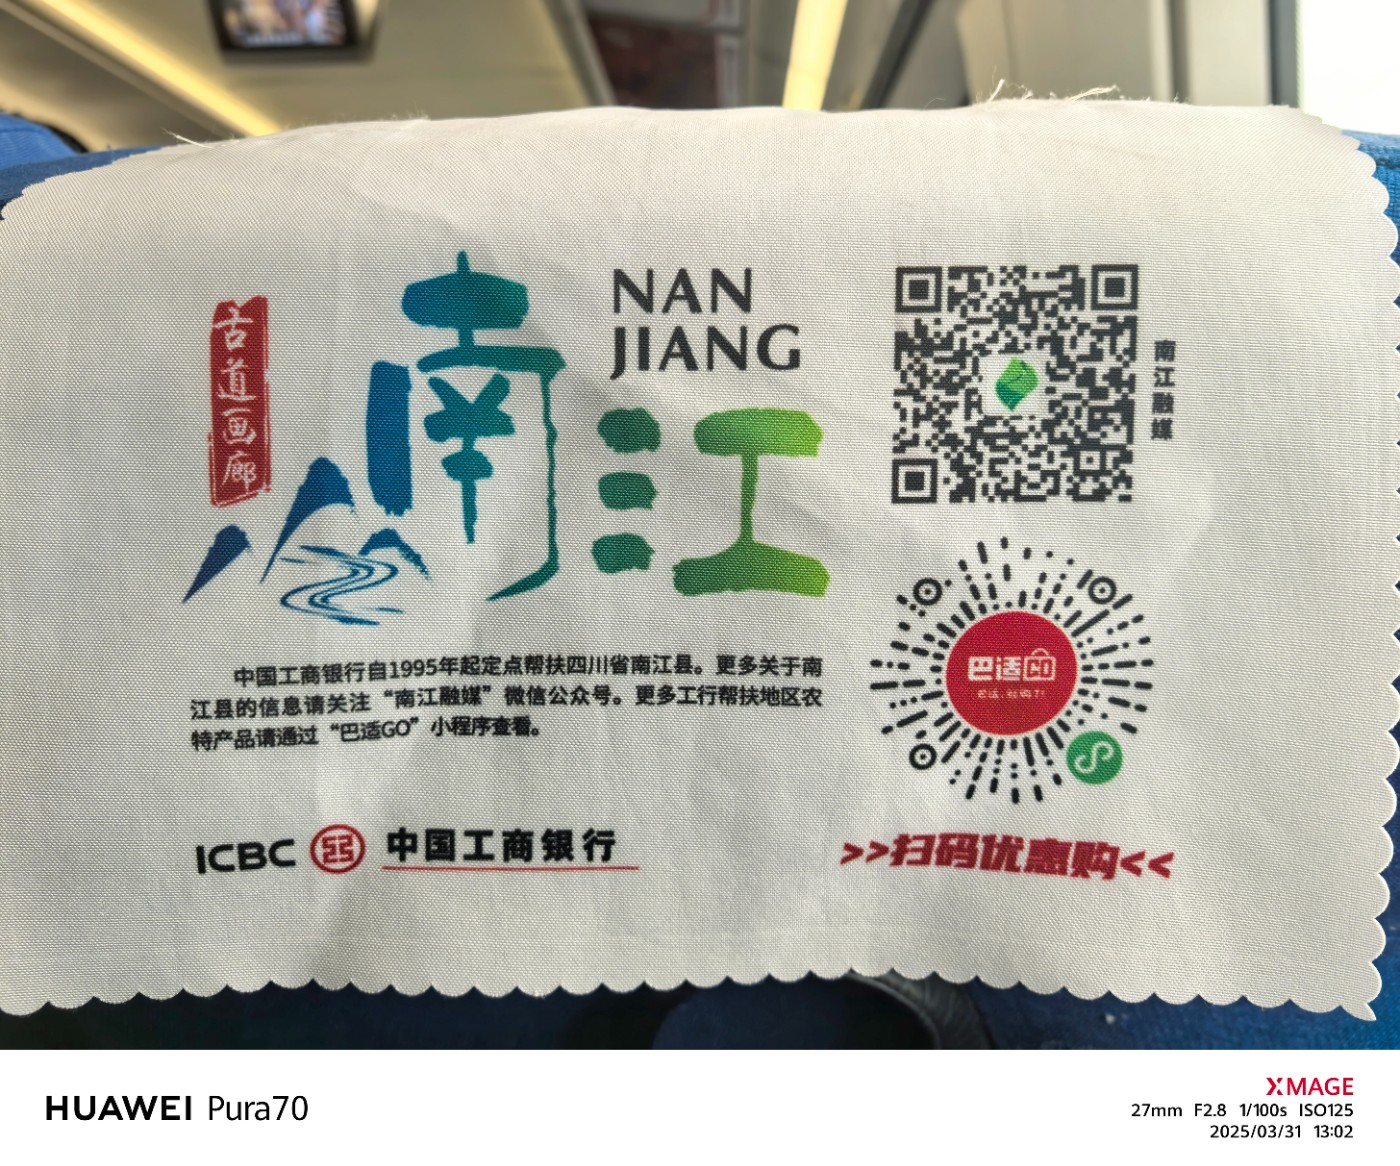 古道画廊
南江
NAN
JIANG
南江融媒
中国工商银行自1995年起定点帮扶四川省南江县。更多关于南
江县的信息请关注“南江融媒”微信公众号。更多工行帮扶地区农
特产品请通过“巴适GO”小程序查看。
巴适GO
ICBC 中国工商银行
>>扫码优惠购<<
HUAWEI Pura70
XMAGE
27mm F2.8 1/100s ISO125
2025/03/31 13:02